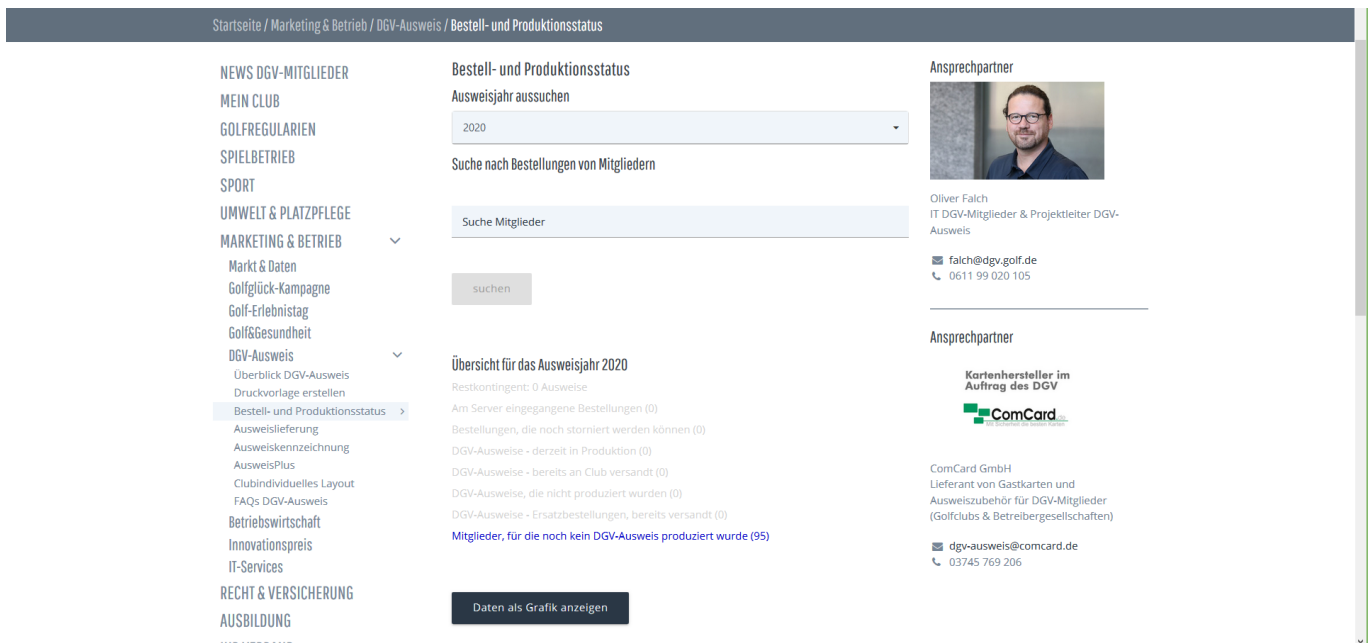 Startseite / Marketing & Betrieb / DGV-Ausweis / Bestell- und Produktionsstatus
NEWS DGV-MITGLIEDER
MEIN CLUB
GOLFREGULARIEN
SPIELBETRIEB
SPORT
UMWELT & PLATZPFLEGE
MARKETING & BETRIEB
Markt & Daten
Golfglück-Kampagne
Golf-Erlebnistag
Golf&Gesundheit
DGV-Ausweis
Überblick DGV-Ausweis
Druckvorlage erstellen
Bestell- und Produktionsstatus
Ausweislieferung
Ausweiskennzeichnung
AusweisPlus
Clubindividuelles Layout
FAQs DGV-Ausweis
Betriebswirtschaft
Innovationspreis
IT-Services
RECHT & VERSICHERUNG
AUSBILDUNG
Bestell- und Produktionsstatus
Ausweisjahr aussuchen
2020
Suche nach Bestellungen von Mitgliedern
Suche Mitglieder
suchen
Übersicht für das Ausweisjahr 2020
Restkontingent: 0 Ausweise
Am Server eingegangene Bestellungen (0)
Bestellungen, die noch storniert werden können (0)
DGV-Ausweise - derzeit in Produktion (0)
DGV-Ausweise - bereits an Club versandt (0)
DGV-Ausweise, die nicht produziert wurden (0)
DGV-Ausweise - Ersatzbestellungen, bereits versandt (0)
Mitglieder, für die noch kein DGV-Ausweis produziert wurde (95)
Daten als Grafik anzeigen
Ansprechpartner
Oliver Falch
IT DGV-Mitglieder & Projektleiter DGV-
Ausweis
falch@dgv.golf.de
0611 99 020 105
Ansprechpartner
Kartenhersteller im
Auftrag des DGV
ComCard.de
Mit Sicherheit die besten Karten
ComCard GmbH
Lieferant von Gastkarten und
Ausweiszubehör für DGV-Mitglieder
(Golfclubs & Betreibergesellschaften)
dgv-ausweis@comcard.de
03745 769 206